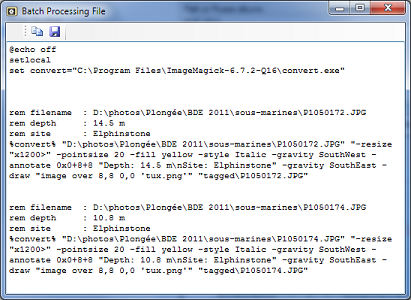 Batch Processing File
@echo off
setlocal
set convert="C:\Program Files\ImageMagick-6.7.2-Q16\convert.exe"
rem filename : D:\photos\Plongée\BDE 2011\sous-marines\P1050172.JPG
rem depth : 14.5 m
rem site : Elphinstone
%convert% "D:\photos\Plongée\BDE 2011\sous-marines\P1050172.JPG" "-resize
"x1200>" -pointsize 20 -fill yellow -style Italic -gravity SouthWest -
annotate 0x0+8+8 "Depth: 14.5 m\nSite: Elphinstone" -gravity SouthEast -
draw "image over 8,8 0,0 'tux.png'" "tagged\P1050172.JPG"
rem filename : D:\photos\Plongée\BDE 2011\sous-marines\P1050174.JPG
rem depth : 10.8 m
rem site : Elphinstone
%convert% "D:\photos\Plongée\BDE 2011\sous-marines\P1050174.JPG" "-resize
"x1200>" -pointsize 20 -fill yellow -style Italic -gravity SouthWest -
annotate 0x0+8+8 "Depth: 10.8 m\nSite: Elphinstone" -gravity SouthEast -
draw "image over 8,8 0,0 'tux.png'" "tagged\P1050174.JPG"